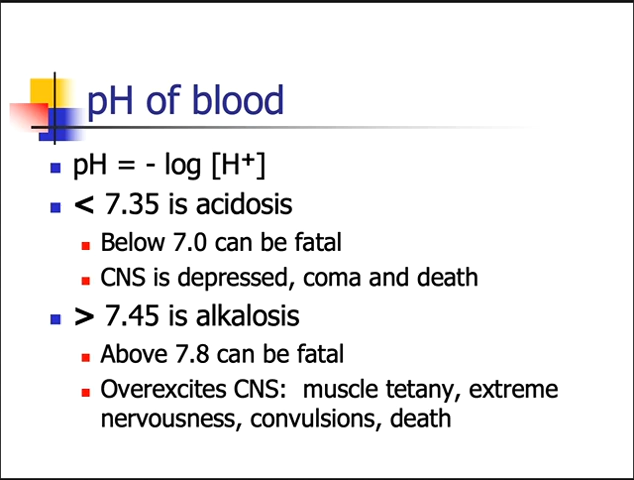 pH of blood
pH = - log [H+]
< 7.35 is acidosis
Below 7.0 can be fatal
CNS is depressed, coma and death
> 7.45 is alkalosis
Above 7.8 can be fatal
Overexcites CNS:  muscle tetany, extreme
nervousness, convulsions, death